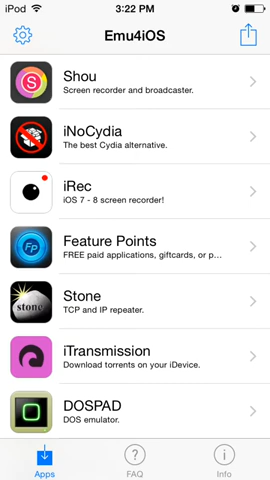 iPod 3:22 PM
Emu4iOS
Shou
Screen recorder and broadcaster.
iNoCydia
The best Cydia alternative.
iRec
iOS 7 - 8 screen recorder!
Feature Points
FREE paid applications, giftcards, or p...
FP
Stone
TCP and IP repeater.
stone
iTransmission
Download torrents on your iDevice.
DOSPAD
DOS emulator.
Apps
FAQ
Info